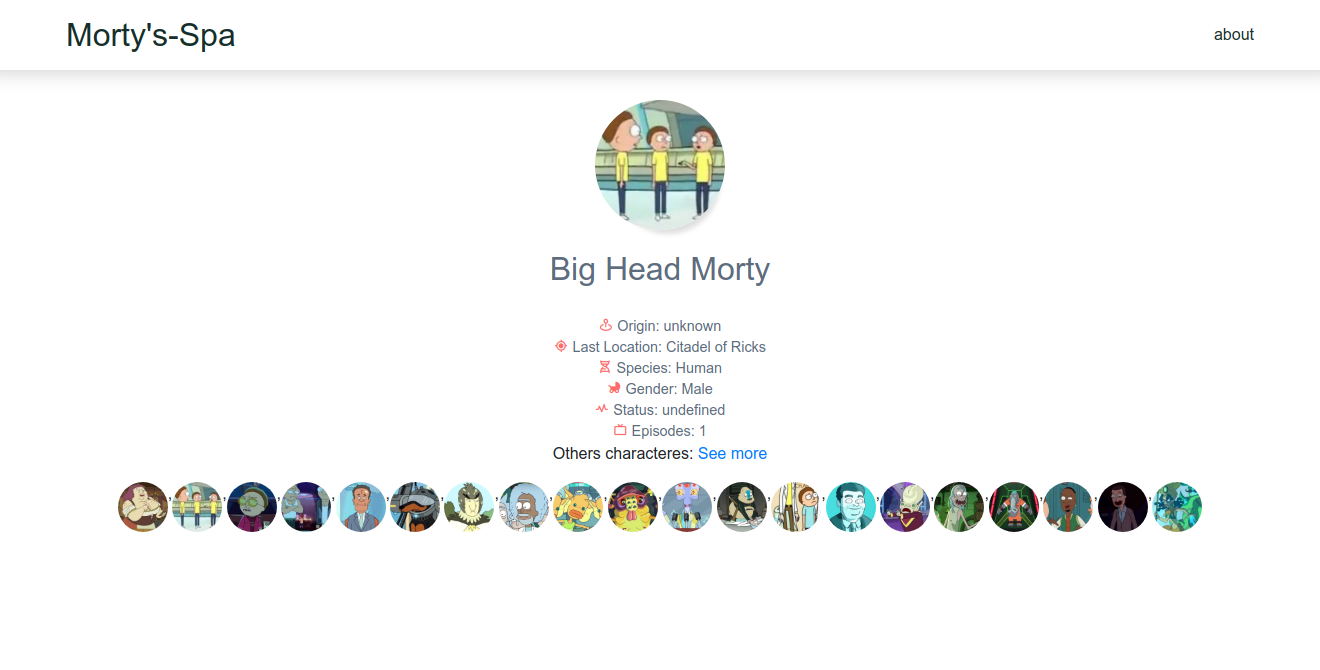 Morty's-Spa
about
Big Head Morty
Origin: unknown
Last Location: Citadel of Ricks
Species: Human
Gender: Male
Status: undefined
Episodes: 1
Others characteres: See more
, , , , , , , , , , , , , , , , , , ,